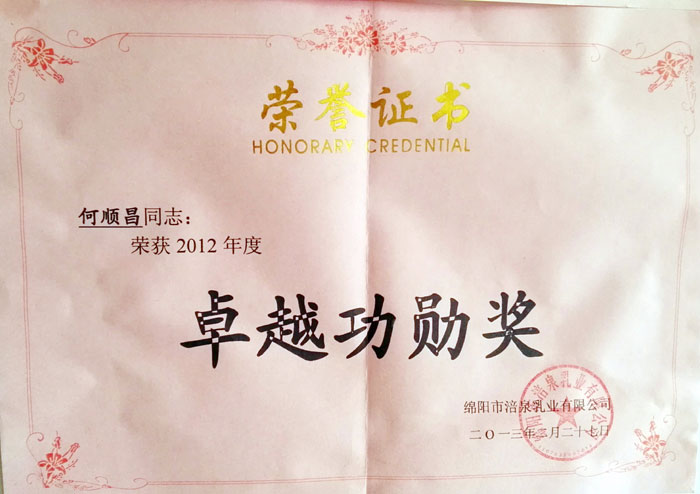 荣誉证书
HONORARY CREDENTIAL
何顺昌同志：
荣获 2012 年度
卓越功勋奖
绵阳市涪泉乳业有限公司
二O一三年二月二十七日